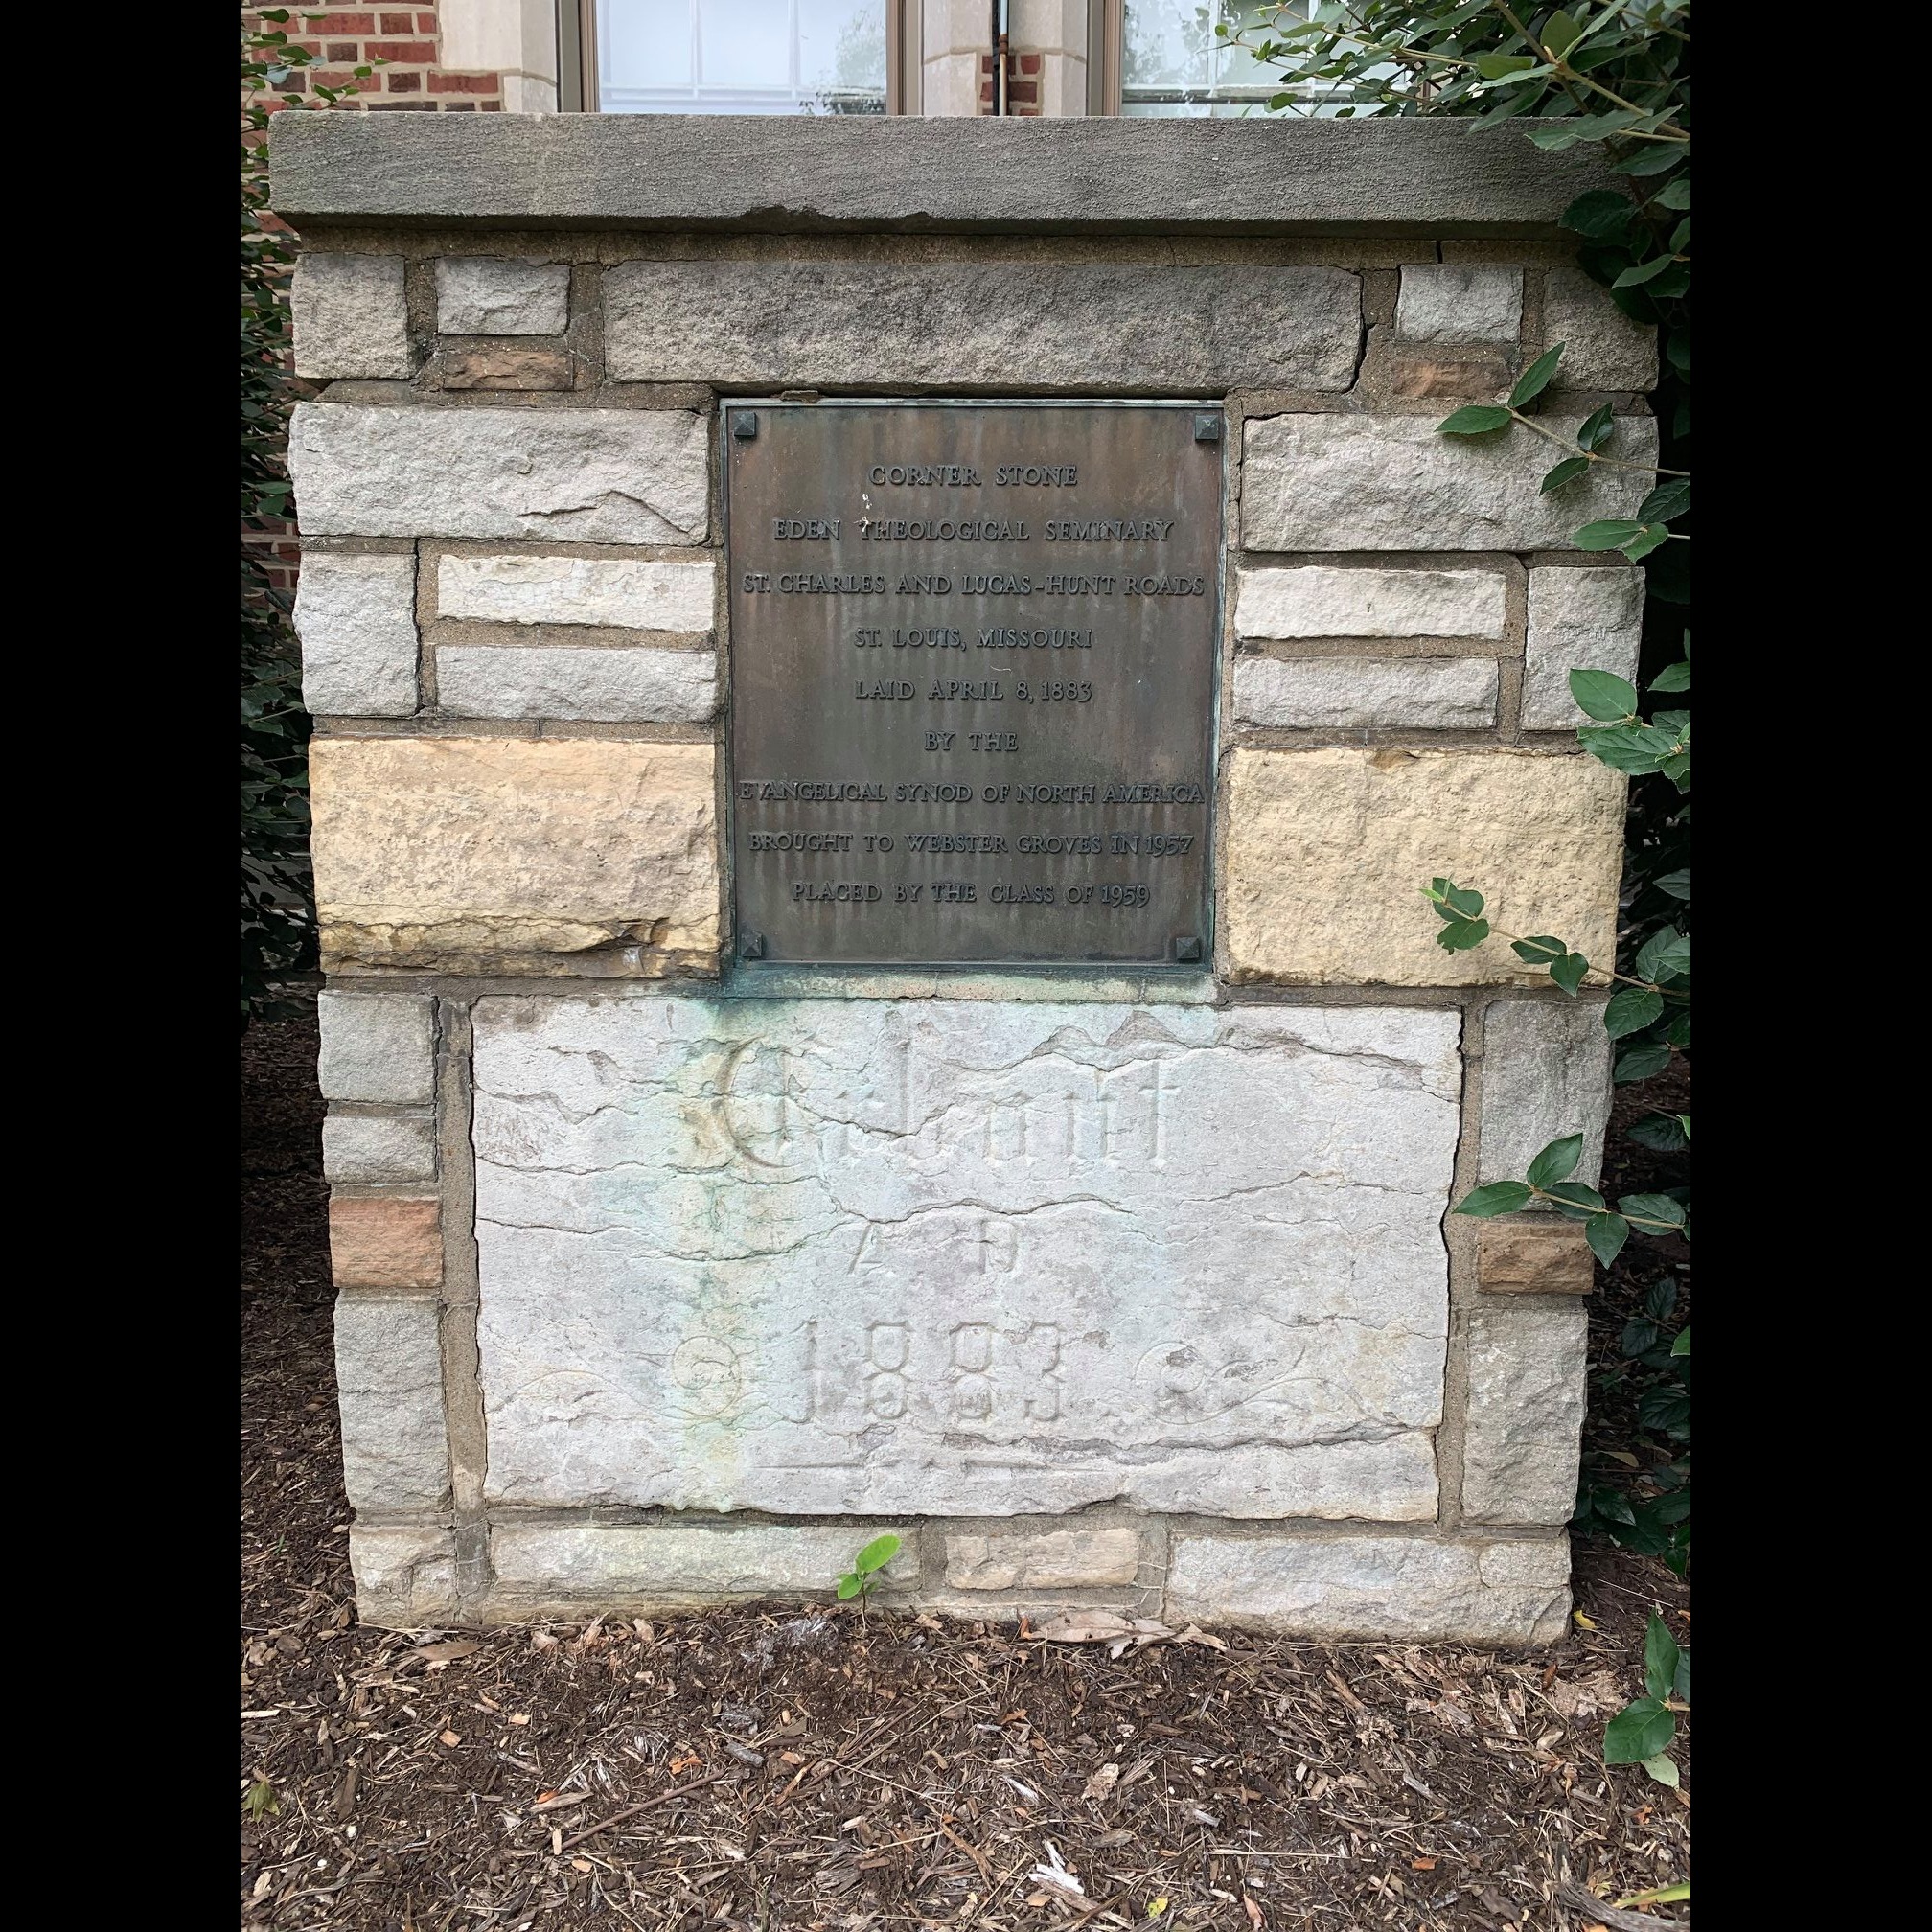 CORNER STONE
EDEN THEOLOGICAL SEMINARY
ST. CHARLES AND LUCAS-HUNT ROADS
ST. LOUIS, MISSOURI
LAID APRIL 8, 1883
BY THE
EVANGELICAL SYNOD OF NORTH AMERICA
BROUGHT TO WEBSTER GROVES IN 1957
PLACED BY THE CLASS OF 1959
Erbaut
A D
1883